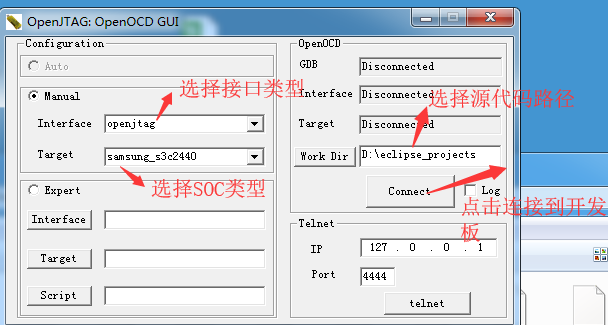 OpenJTAG: OpenOCD GUI
Configuration
Auto
Manual
选择接口类型
Interface openjtag
Target samsung_s3c2440
选择SOC类型
Expert
Interface
Target
Script
OpenOCD
GDB Disconnected
Interface Disconnected
选择源代码路径
Target Disconnected
Work Dir D:\eclipse_projects
Connect Log
点击连接到开发
板
Telnet
IP 127 . 0 . 0 . 1
Port 4444
telnet